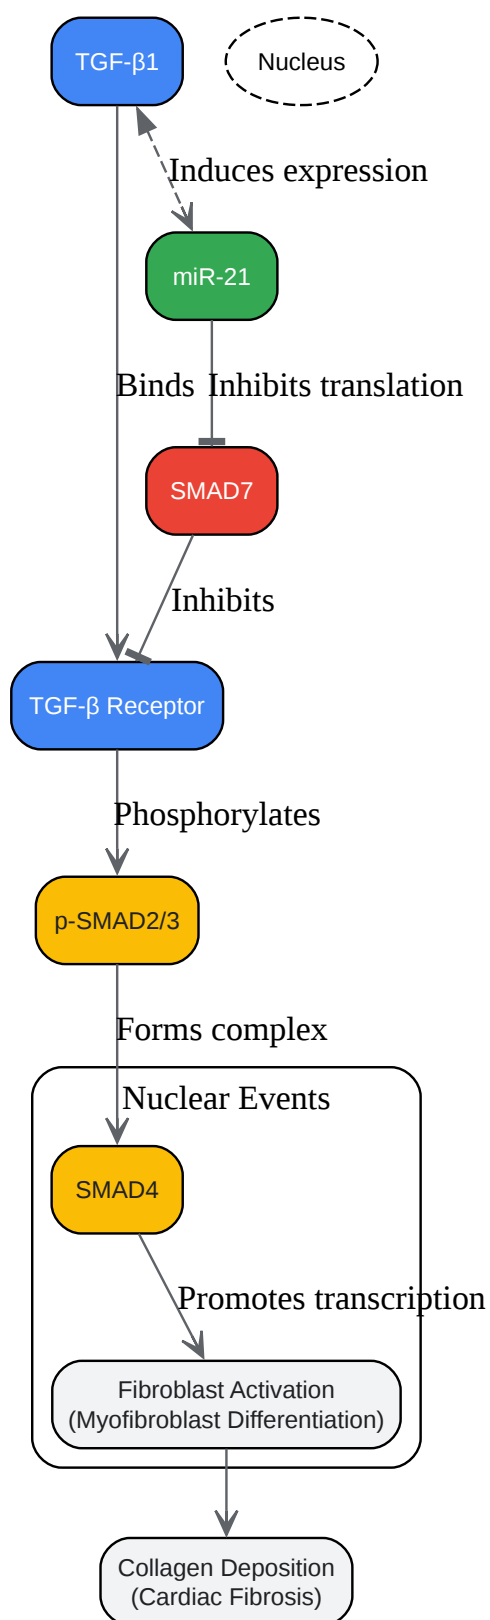 TGF-β1
Nucleus
Induces expression
miR-21
Binds
Inhibits translation
SMAD7
Inhibits
TGF-β Receptor
Phosphorylates
p-SMAD2/3
Forms complex
Nuclear Events
SMAD4
Promotes transcription
Fibroblast Activation
(Myofibroblast Differentiation)
Collagen Deposition
(Cardiac Fibrosis)